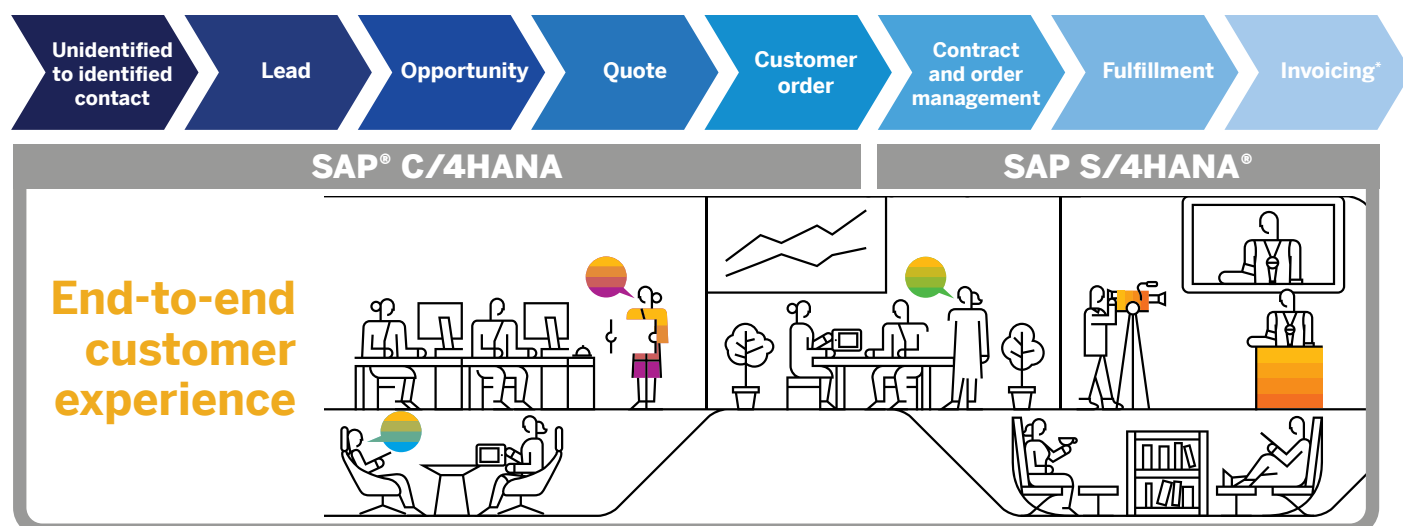 Unidentified
to identified
contact
Lead
Opportunity
Quote
Customer
order
Contract
and order
management
Fulfillment
Invoicing*
SAP® C/4HANA
SAP S/4HANA®
End-to-end
customer
experience